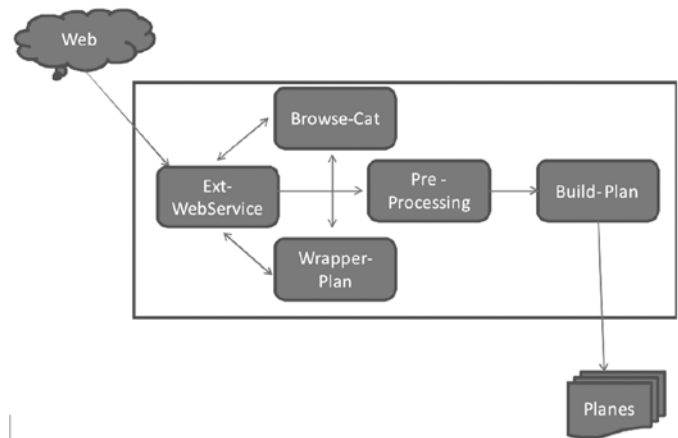 Web
Browse-Cat
Ext-
WebService
Pre -
Processing
Build-Plan
Wrapper-
Plan
Planes